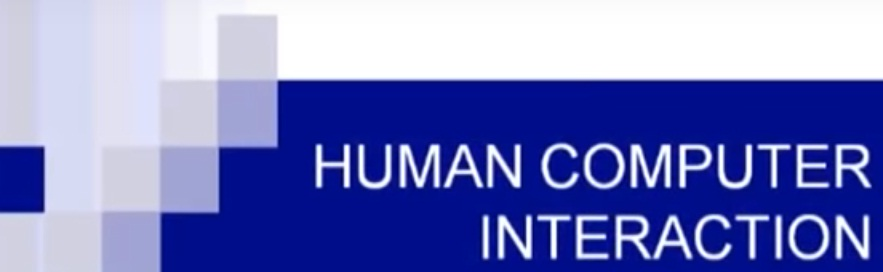 HUMAN COMPUTER
INTERACTION